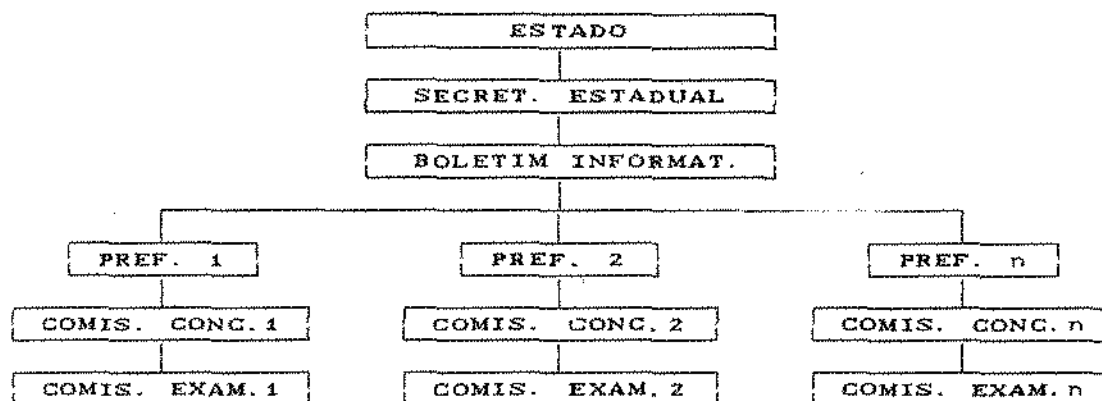 ESTADO
SECRET. ESTADUAL
BOLETIM INFORMAT.
PREF. 1 PREF. 2 PREF. n
COMIS. CONC.1 COMIS. CONC.2 COMIS. CONC.n
COMIS. EXAM.1 COMIS. EXAM.2 COMIS. EXAM.n